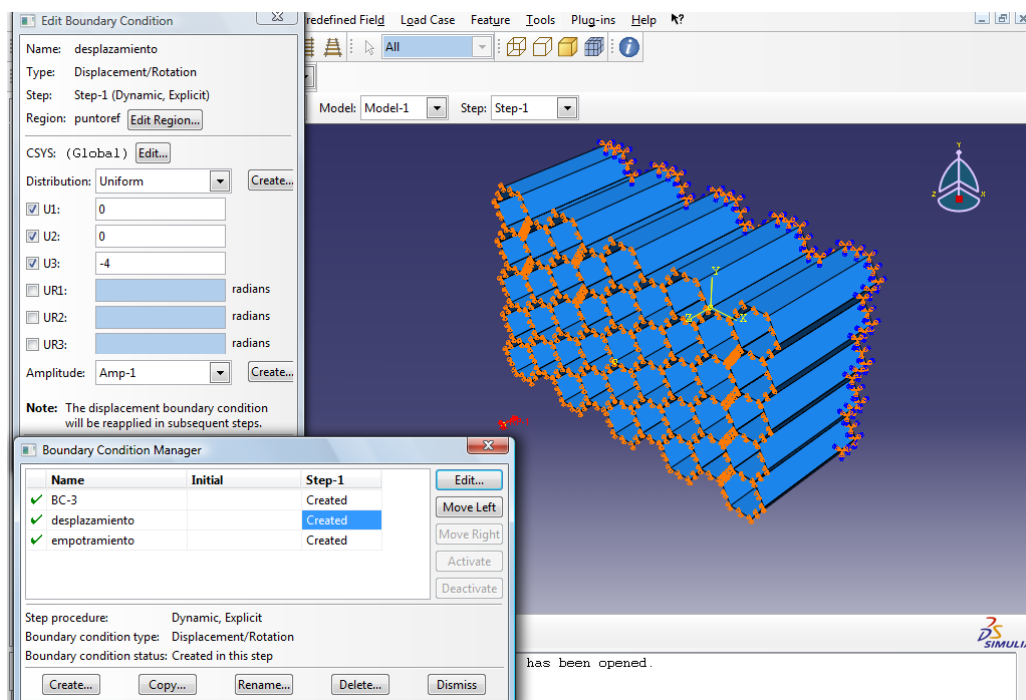 Edit Boundary Condition
Name: desplazamiento
Type: Displacement/Rotation
Step: Step-1 (Dynamic, Explicit)
Region: puntoref Edit Region...
CSYS: (Global) Edit...
Distribution: Uniform Create...
U1: 0
U2: 0
U3: -4
UR1: radians
UR2: radians
UR3: radians
Amplitude: Amp-1 Create...
Note: The displacement boundary condition
will be reapplied in subsequent steps.
redefined Field Load Case Feature Tools Plug-ins Help
All
Model: Model-1 Step: Step-1
Y
Z X
Y
Z X
Boundary Condition Manager
Name Initial Step-1
BC-3 Created
desplazamiento Created
empotramiento Created
Edit...
Move Left
Move Right
Activate
Deactivate
Step procedure: Dynamic, Explicit
Boundary condition type: Displacement/Rotation
Boundary condition status: Created in this step
Create... Copy... Rename... Delete... Dismiss
SIMULIA
has been opened.